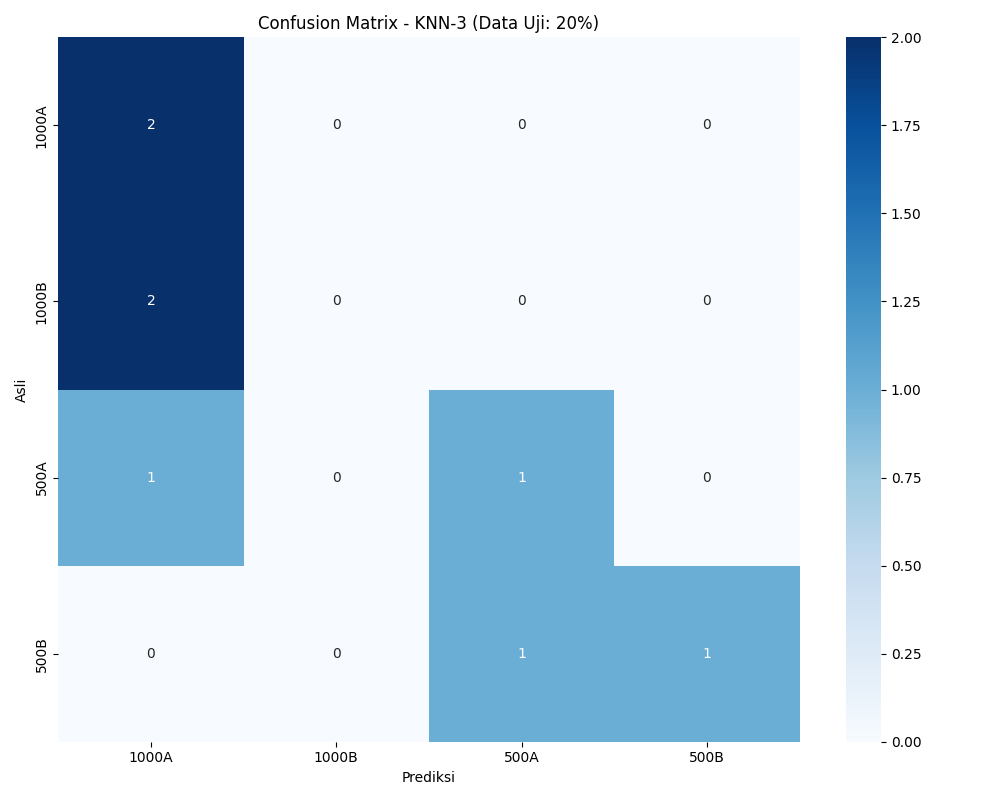 Confusion Matrix - KNN-3 (Data Uji: 20%)
Asli
1000A
2 0 0 0
1000B
2 0 0 0
500A
1 0 1 0
500B
0 0 1 1
1000A 1000B 500A 500B
Prediksi
2.00
1.75
1.50
1.25
1.00
0.75
0.50
0.25
0.00